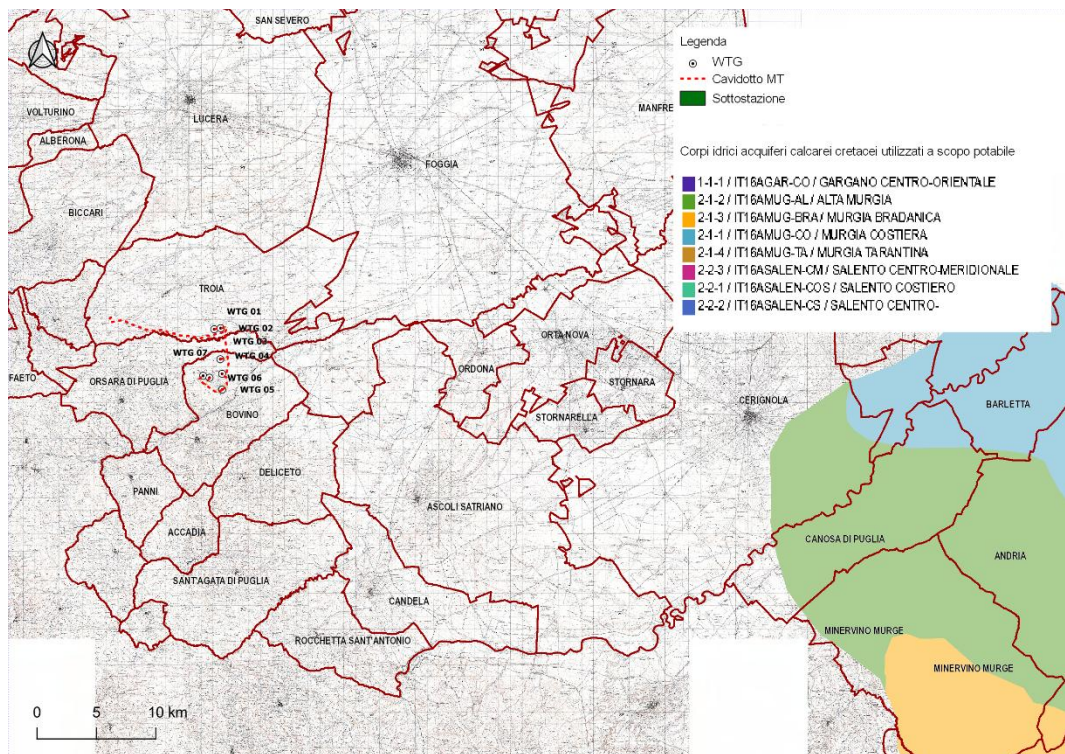 SAN SEVERO
Legenda
WTG
Cavidotto MT
Sottostazione
VOLTURINO
LUCERA
MANFRE
ALBERONA
FOGGIA
Corpi idrici acquiferi calcarei cretacei utilizzati a scopo potabile
1-1-1 / IT16AGAR-CO / GARGANO CENTRO-ORIENTALE
2-1-2 / IT16AMUG-AL / ALTA MURGIA
2-1-3 / IT16AMUG-BRA / MURGIA BRADANICA
2-1-1 / IT16AMUG-CO / MURGIA COSTIERA
2-1-4 / IT16AMUG-TA / MURGIA TARANTINA
2-2-3 / IT16ASALEN-CM / SALENTO CENTRO-MERIDIONALE
2-2-1 / IT16ASALEN-COS / SALENTO COSTIERO
2-2-2 / IT16ASALEN-CS / SALENTO CENTRO-
BICCARI
TROIA
WTG 01
WTG 02
WTG 03
WTG 07
WTG 04
WTG 06
WTG 05
FAETO
ORSARA DI PUGLIA
BOVINO
ORTA NOVA
ORDONA
STORNARA
STORNARELLA
CERIGNOLA
BARLETTA
DELICETO
PANNI
ACCADIA
ASCOLI SATRIANO
CANOSA DI PUGLIA
ANDRIA
SANT'AGATA DI PUGLIA
CANDELA
ROCCHETTA SANT'ANTONIO
MINERVINO MURGE
MINERVINO MURGE
0 5 10 km